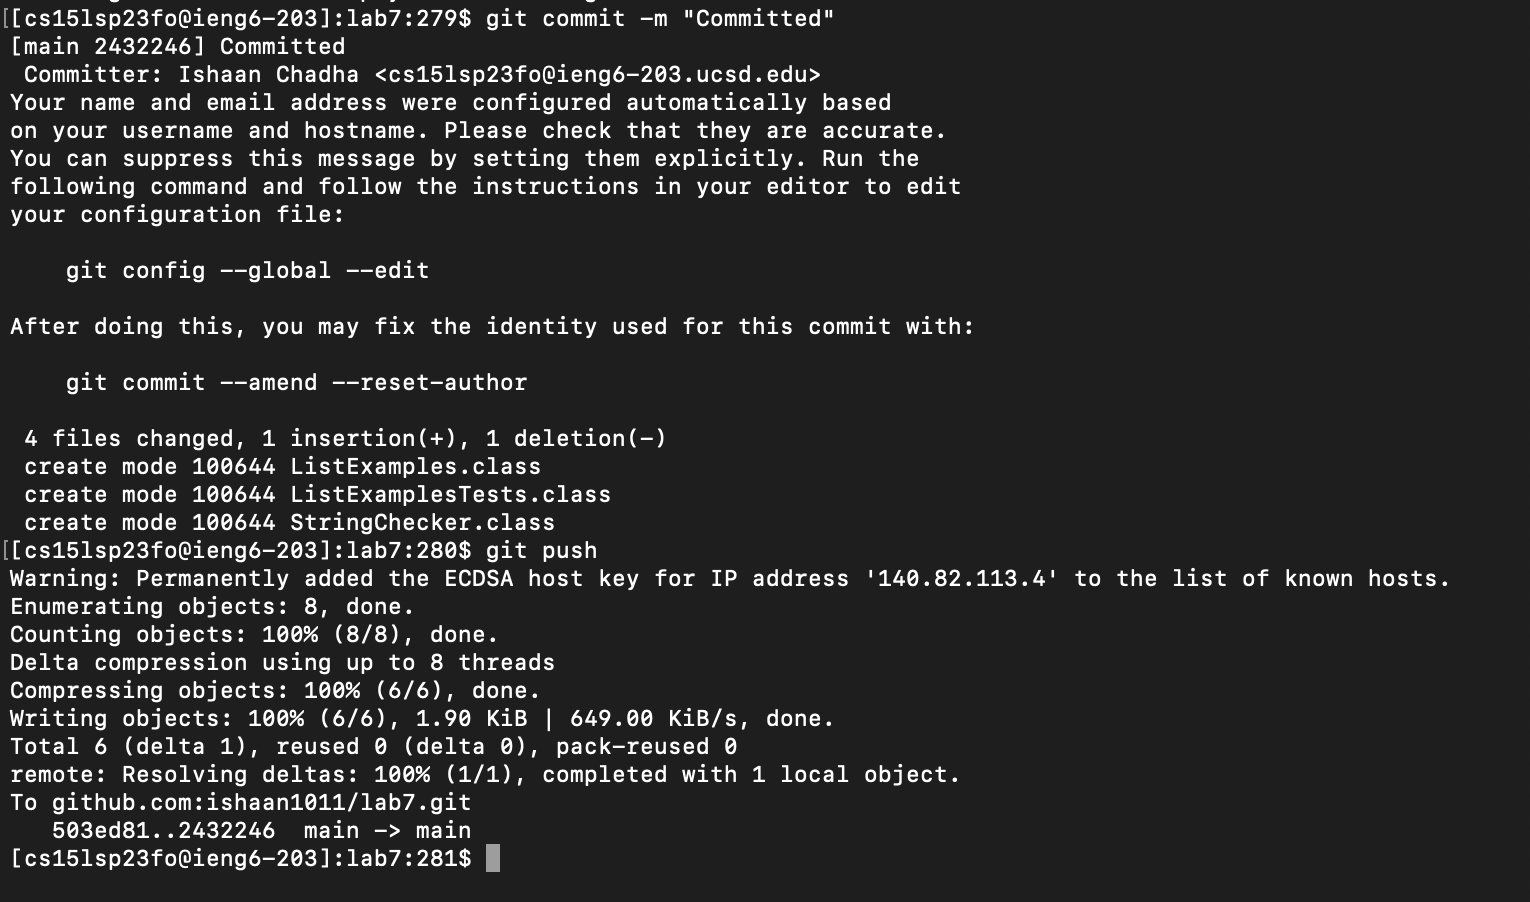 [[cs15lsp23fo@ieng6-203]:lab7:279$ git commit -m "Committed"
[main 2432246] Committed
 Committer: Ishaan Chadha <cs15lsp23fo@ieng6-203.ucsd.edu>
Your name and email address were configured automatically based
on your username and hostname. Please check that they are accurate.
You can suppress this message by setting them explicitly. Run the
following command and follow the instructions in your editor to edit
your configuration file:

    git config --global --edit

After doing this, you may fix the identity used for this commit with:

    git commit --amend --reset-author

 4 files changed, 1 insertion(+), 1 deletion(-)
 create mode 100644 ListExamples.class
 create mode 100644 ListExamplesTests.class
 create mode 100644 StringChecker.class
[[cs15lsp23fo@ieng6-203]:lab7:280$ git push
Warning: Permanently added the ECDSA host key for IP address '140.82.113.4' to the list of known hosts.
Enumerating objects: 8, done.
Counting objects: 100% (8/8), done.
Delta compression using up to 8 threads
Compressing objects: 100% (6/6), done.
Writing objects: 100% (6/6), 1.90 KiB | 649.00 KiB/s, done.
Total 6 (delta 1), reused 0 (delta 0), pack-reused 0
remote: Resolving deltas: 100% (1/1), completed with 1 local object.
To github.com:ishaan1011/lab7.git
   503ed81..2432246  main -> main
[cs15lsp23fo@ieng6-203]:lab7:281$